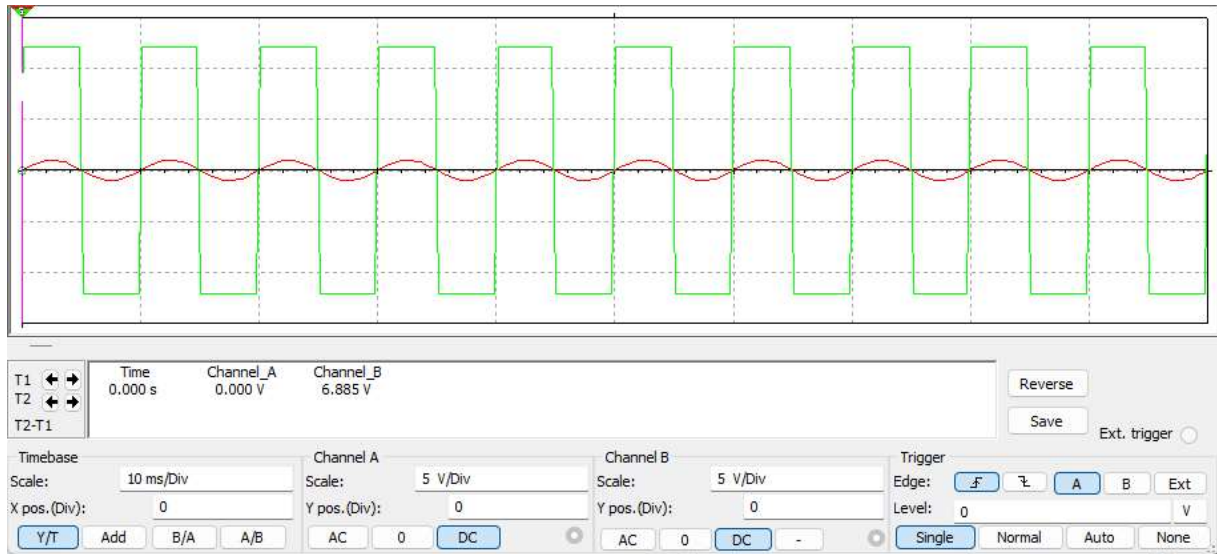 Time Channel_A Channel_B
T1 0.000 s 0.000 V 6.885 V
T2
T2-T1
Reverse
Save
Ext. trigger
Timebase
Scale: 10 ms/Div
X pos.(Div): 0
Y/T Add B/A A/B
Channel A
Scale: 5 V/Div
Y pos.(Div): 0
AC 0 DC
Channel B
Scale: 5 V/Div
Y pos.(Div): 0
AC 0 DC -
Trigger
Edge: A B Ext
Level: 0 V
Single Normal Auto None